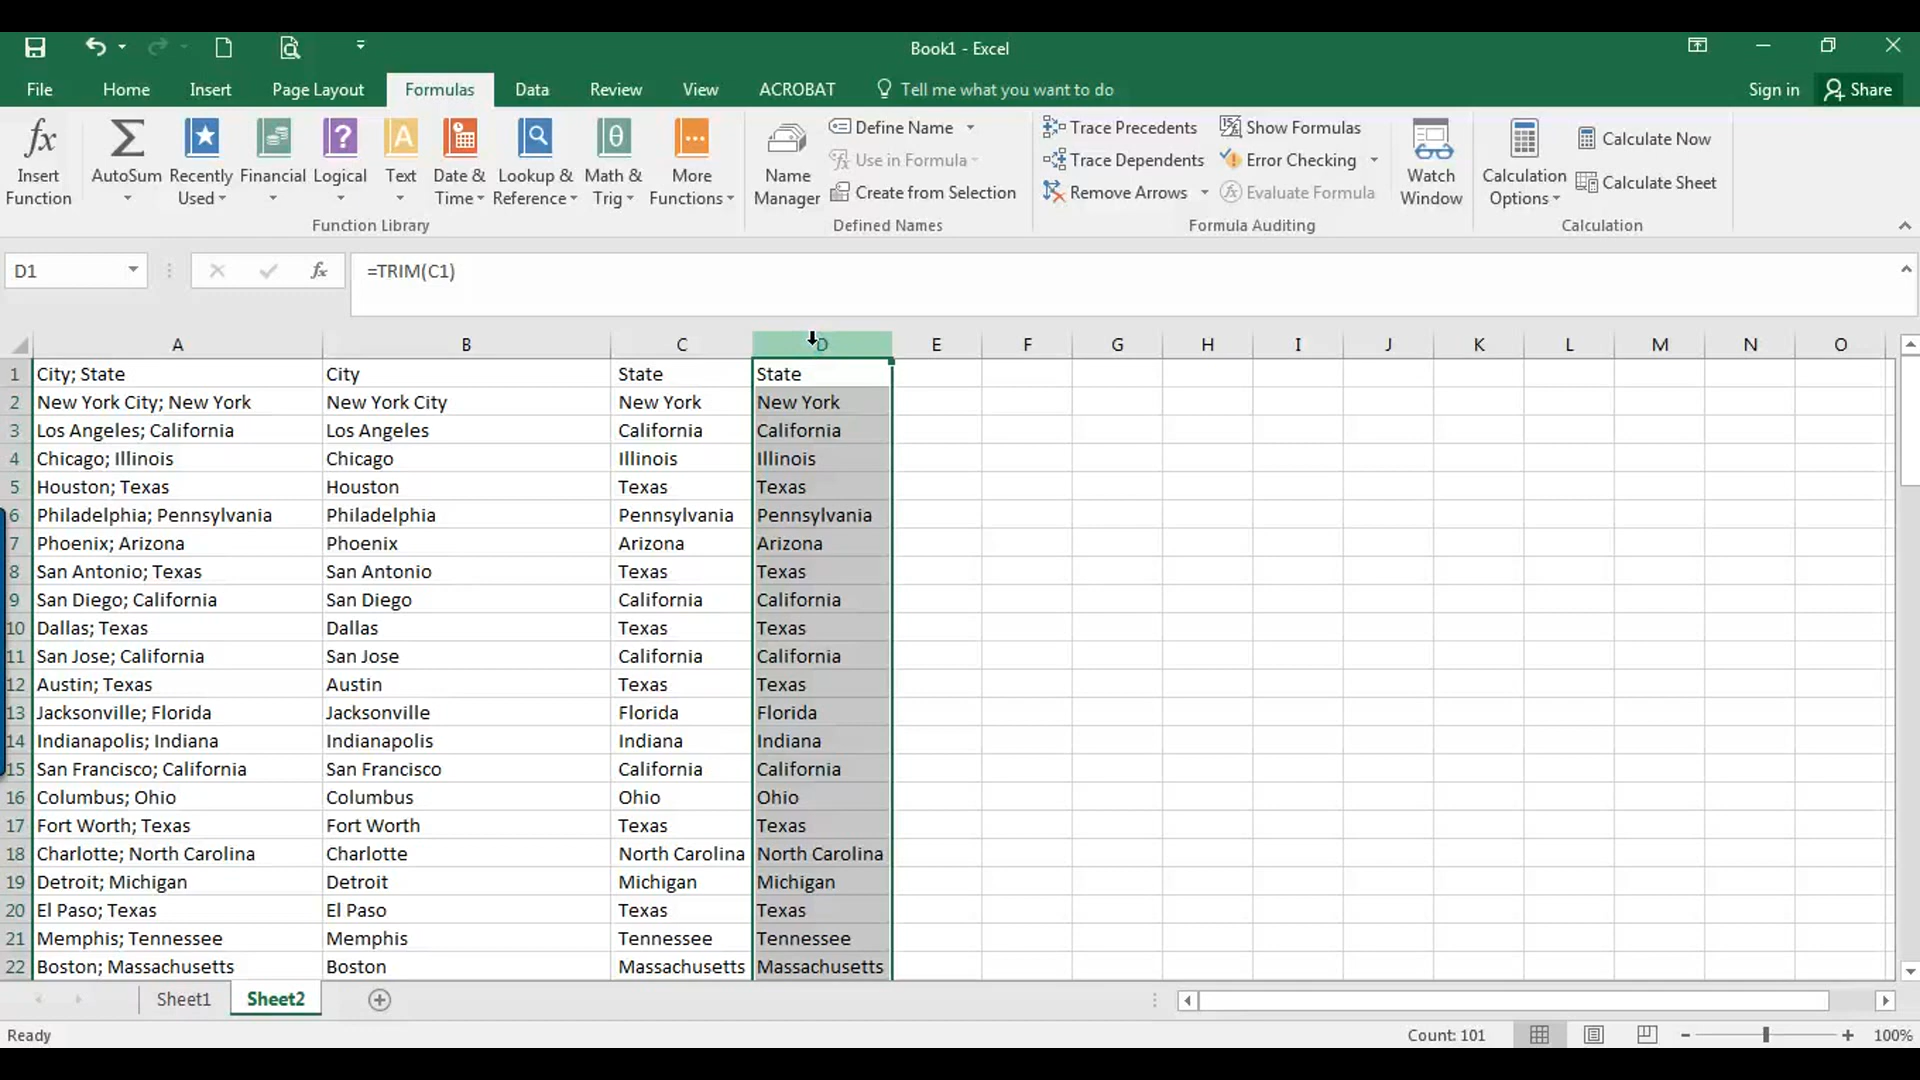 Book1 - Excel
File Home Insert Page Layout Formulas Data Review View ACROBAT Tell me what you want to do Sign in Share
fx Insert Function
Σ AutoSum
Recently Used
Financial
Logical
Text
Date & Time
Lookup & Reference
Math & Trig
More Functions
Function Library
Name Manager
Define Name
Use in Formula
Create from Selection
Defined Names
Trace Precedents
Trace Dependents
Remove Arrows
Show Formulas
Error Checking
Evaluate Formula
Formula Auditing
Watch Window
Calculation Options
Calculate Now
Calculate Sheet
Calculation
D1 fx =TRIM(C1)
A B C D E F G H I J K L M N O
1 City; State City State State
2 New York City; New York New York City New York New York
3 Los Angeles; California Los Angeles California California
4 Chicago; Illinois Chicago Illinois Illinois
5 Houston; Texas Houston Texas Texas
6 Philadelphia; Pennsylvania Philadelphia Pennsylvania Pennsylvania
7 Phoenix; Arizona Phoenix Arizona Arizona
8 San Antonio; Texas San Antonio Texas Texas
9 San Diego; California San Diego California California
10 Dallas; Texas Dallas Texas Texas
11 San Jose; California San Jose California California
12 Austin; Texas Austin Texas Texas
13 Jacksonville; Florida Jacksonville Florida Florida
14 Indianapolis; Indiana Indianapolis Indiana Indiana
15 San Francisco; California San Francisco California California
16 Columbus; Ohio Columbus Ohio Ohio
17 Fort Worth; Texas Fort Worth Texas Texas
18 Charlotte; North Carolina Charlotte North Carolina North Carolina
19 Detroit; Michigan Detroit Michigan Michigan
20 El Paso; Texas El Paso Texas Texas
21 Memphis; Tennessee Memphis Tennessee Tennessee
22 Boston; Massachusetts Boston Massachusetts Massachusetts
Sheet1 Sheet2
Ready Count: 101 100%